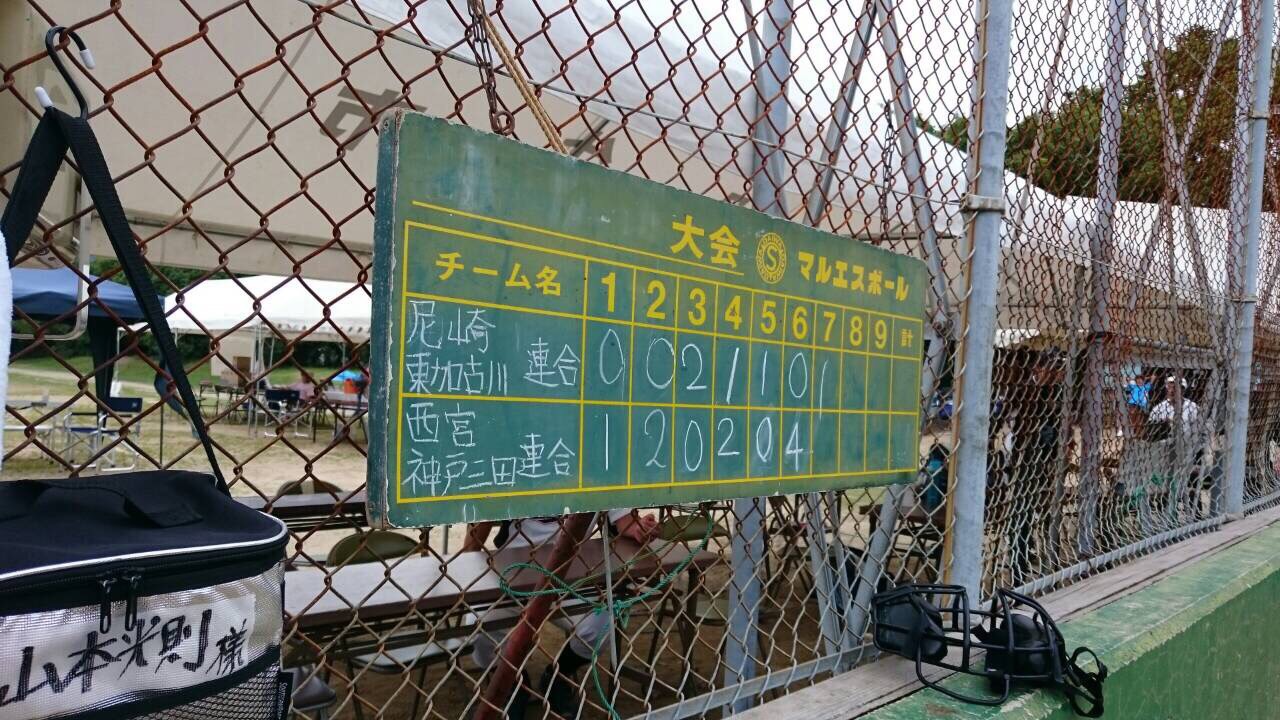 大会 S マルエスボール
チーム名 1 2 3 4 5 6 7 8 9 計
尼崎
東加古川 連合 0 0 2 1 1 0 1
西宮
神戸三田 連合 1 2 0 2 0 4
山本光則様